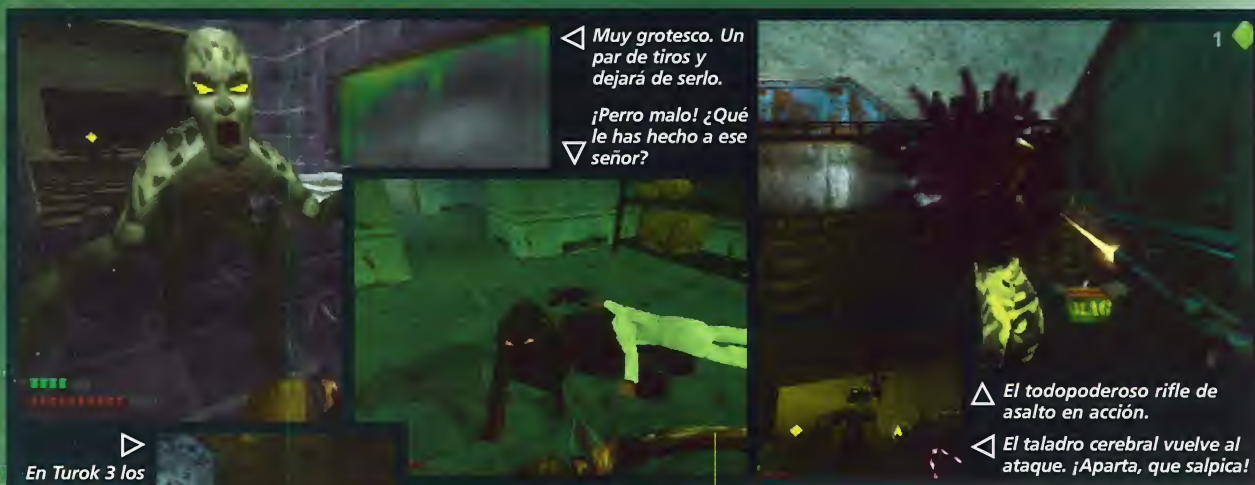 Muy grotesco. Un
par de tiros y
dejará de serlo.
¡Perro malo! ¿Qué
le has hecho a ese
señor?
1
El todopoderoso rifle de
asalto en acción.
El taladro cerebral vuelve al
ataque. ¡Aparta, que salpica!
En Turok 3 los